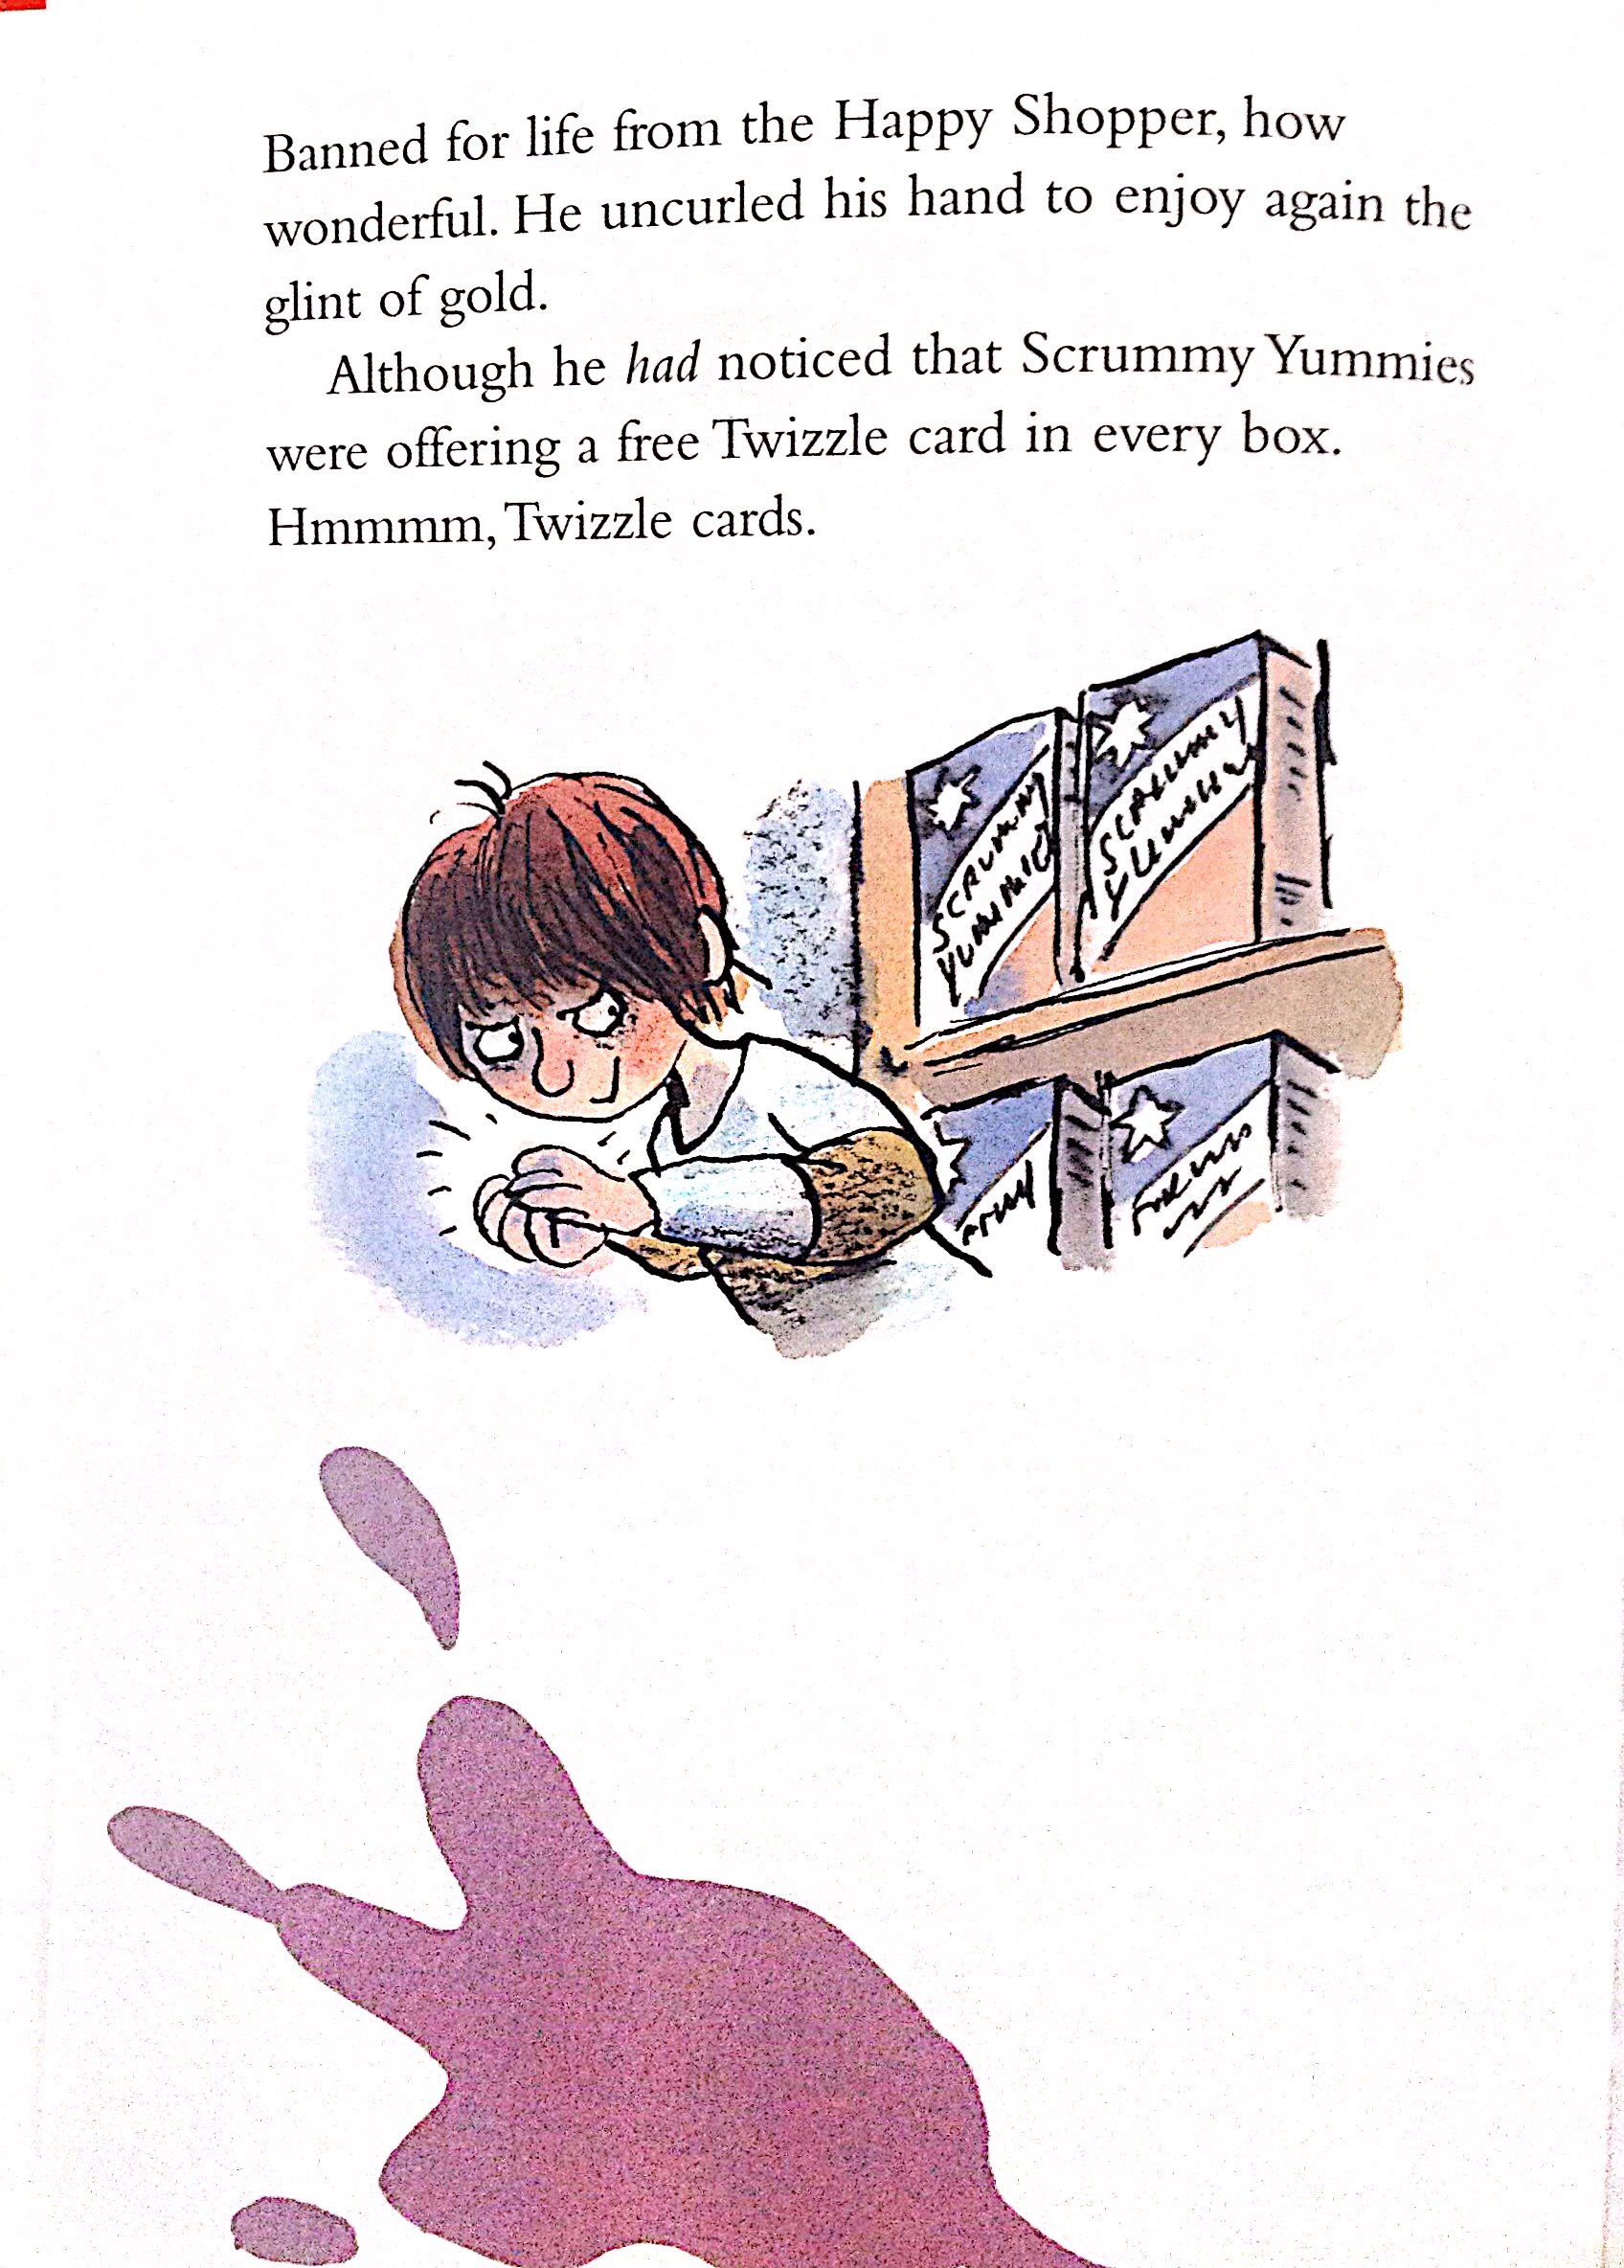 Banned for life from the Happy Shopper, how
wonderful. He uncurled his hand to enjoy again the
glint of gold.
Although he had noticed that Scrummy Yummies
were offering a free Twizzle card in every box.
Hmmmm, Twizzle cards.
SCRUMMY
YUMMIES
SCRUMMY